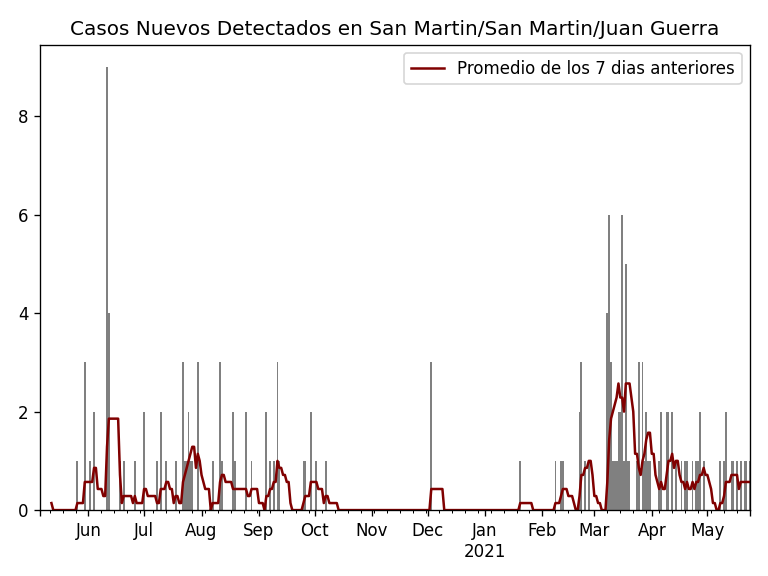 Casos Nuevos Detectados en San Martin/San Martin/Juan Guerra
Promedio de los 7 dias anteriores
8
6
4
2
0
Jun Jul Aug Sep Oct Nov Dec Jan Feb Mar Apr May
2021